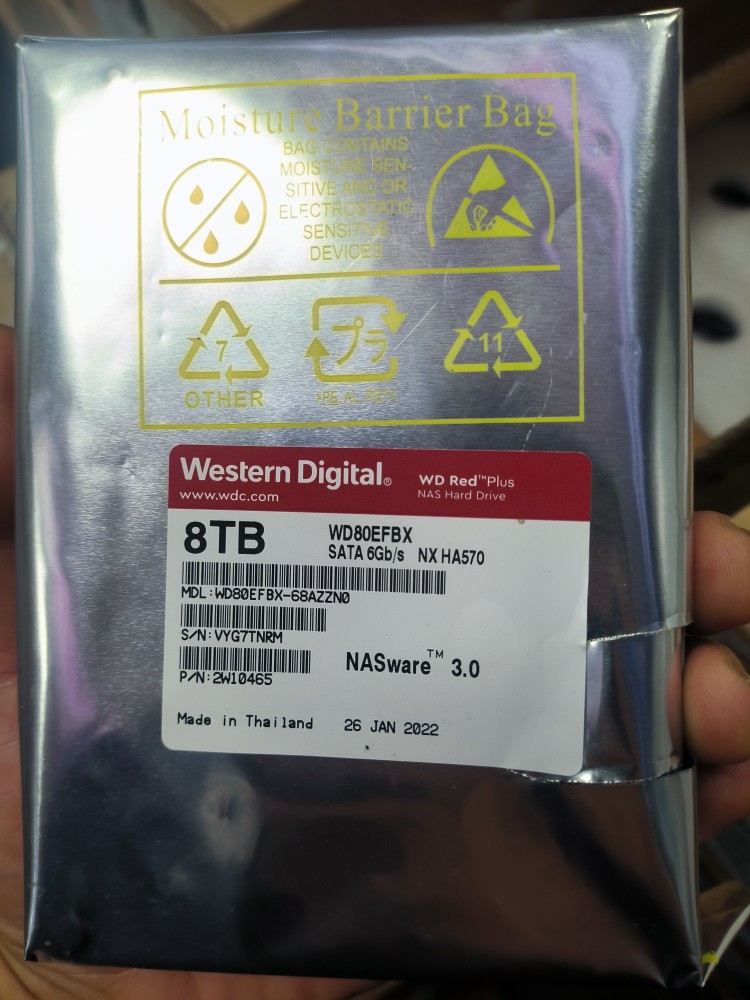 Moisture Barrier Bag
BAG CONTAINS
MOISTURE SEN-
SITIVE AND OR
ELECTROSTATIC
SENSITIVE
DEVICES
7
OTHER
プラ
11
Western Digital®
www.wdc.com
WD Red™Plus
NAS Hard Drive
8TB
WD80EFBX
SATA 6Gb/s NX HA570
MDL:WD80EFBX-68AZZN0
S/N:VYG7TNRM
P/N:2W10465
NASware™ 3.0
Made in Thailand
26 JAN 2022